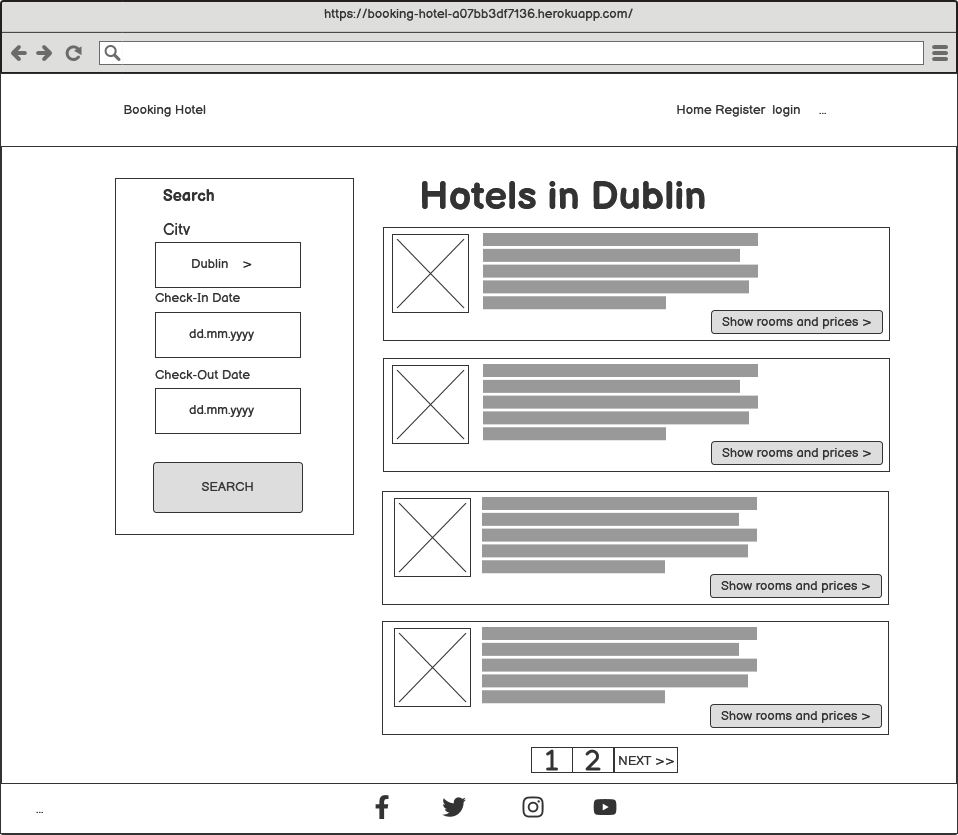 https://booking-hotel-a07bb3df7136.herokuapp.com/
Booking Hotel
Home Register login ...
Search
City
Dublin >
Check-In Date
dd.mm.yyyy
Check-Out Date
dd.mm.yyyy
SEARCH
Hotels in Dublin
Show rooms and prices >
Show rooms and prices >
Show rooms and prices >
Show rooms and prices >
1 2 NEXT >>
...